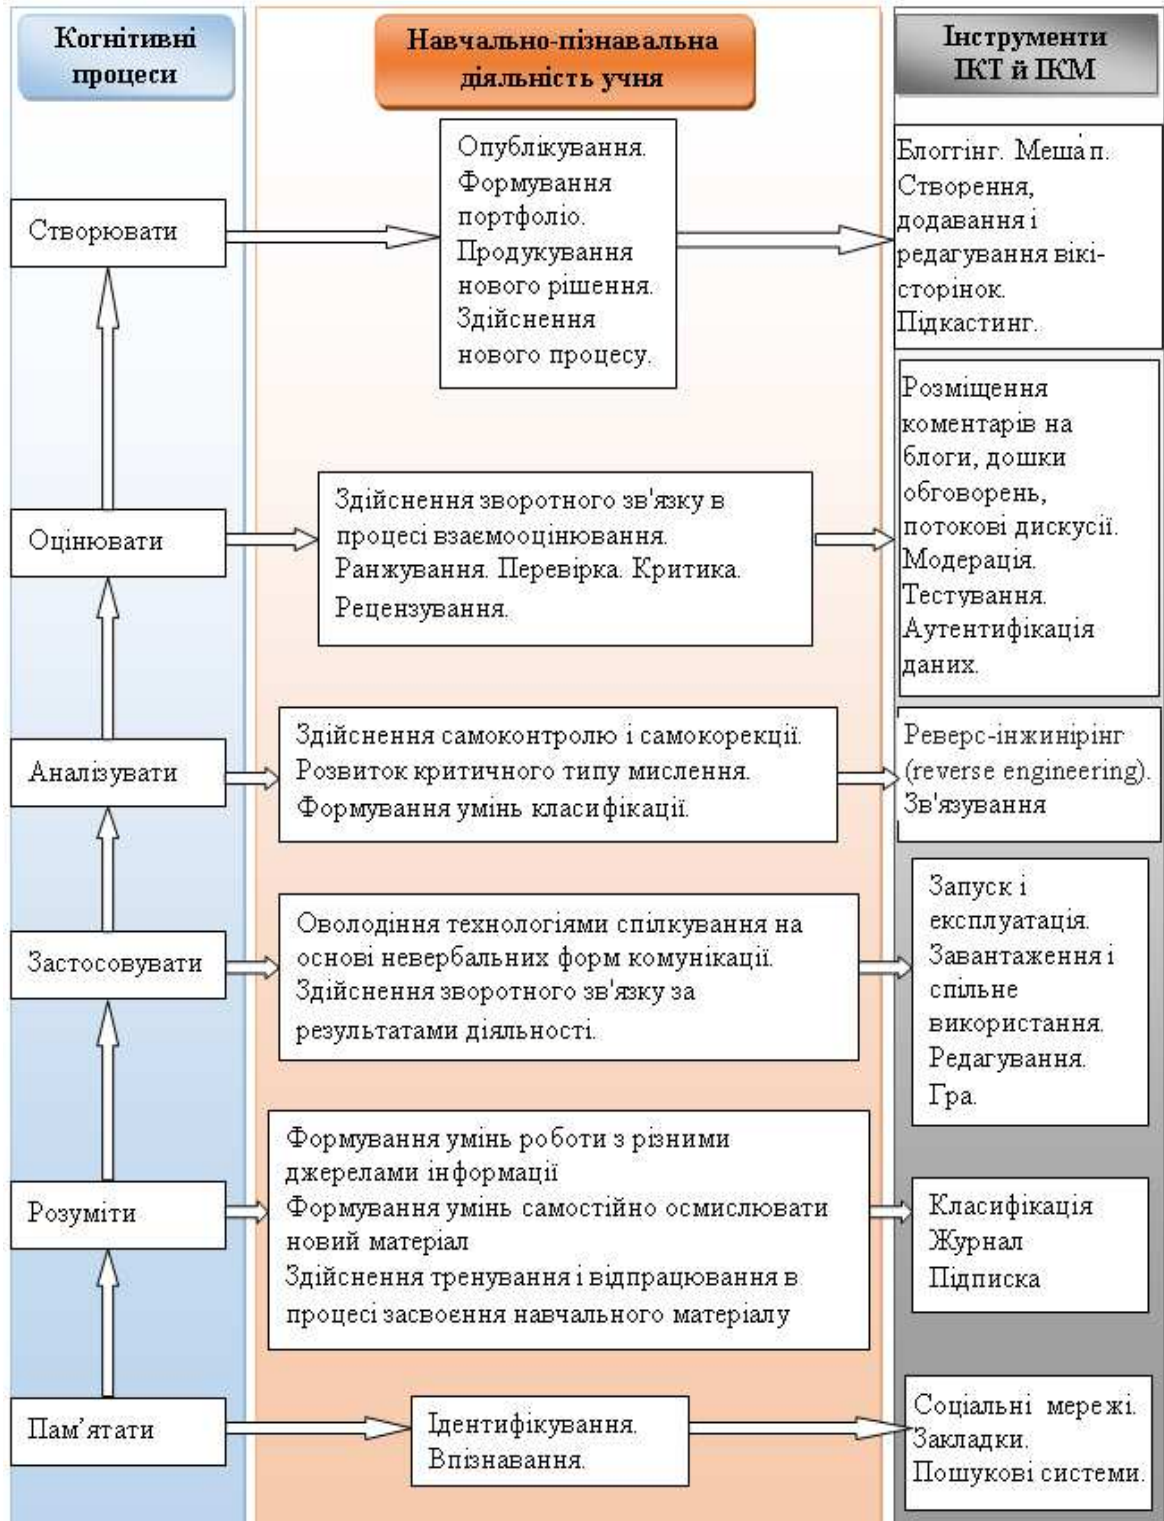 Когнітивні
процеси
Навчально-пізнавальна
діяльність учня
Інструменти
ІКТ й ІКМ
Створювати
Опублікування.
Формування
портфоліо.
Продукування
нового рішення.
Здійснення
нового процесу.
Блоггінг. Меша́п.
Створення,
додавання і
редагування вікі-
сторінок.
Підкастинг.
Оцінювати
Здійснення зворотного зв'язку в
процесі взаємооцінювання.
Ранжування. Перевірка. Критика.
Рецензування.
Розміщення
коментарів на
блоги, дошки
обговорень,
потокові дискусії.
Модерація.
Тестування.
Аутентифікація
даних.
Аналізувати
Здійснення самоконтролю і самокорекції.
Розвиток критичного типу мислення.
Формування умінь класифікації.
Реверс-інжинірінг
(reverse engineering).
Зв'язування
Застосовувати
Оволодіння технологіями спілкування на
основі невербальних форм комунікації.
Здійснення зворотного зв'язку за
результатами діяльності.
Запуск і
експлуатація.
Завантаження і
спільне
використання.
Редагування.
Гра.
Розуміти
Формування умінь роботи з різними
джерелами інформації
Формування умінь самостійно осмислювати
новий матеріал
Здійснення тренування і відпрацювання в
процесі засвоєння навчального матеріалу
Класифікація
Журнал
Підписка
Пам'ятати
Ідентифікування.
Впізнавання.
Соціальні мережі.
Закладки.
Пошукові системи.